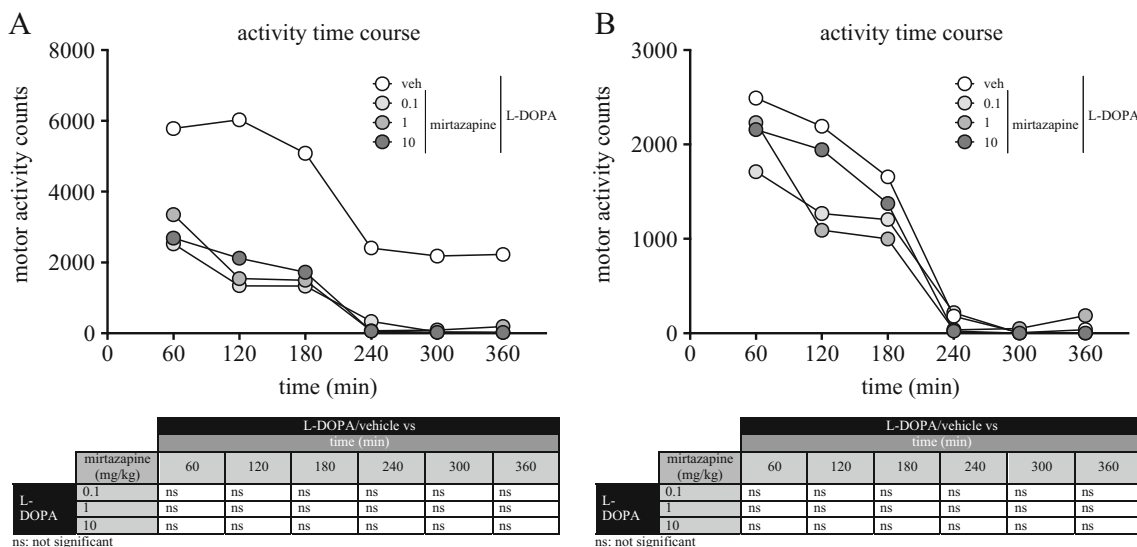 A
activity time course
8000
6000
4000
2000
0
motor activity counts
0 60 120 180 240 300 360
time (min)
veh
0.1
1
10
mirtazapine
L-DOPA
L-DOPA/vehicle vs
time (min)
mirtazapine (mg/kg) 60 120 180 240 300 360
L-DOPA
0.1 ns ns ns ns ns ns
1 ns ns ns ns ns ns
10 ns ns ns ns ns ns
ns: not significant
B
activity time course
3000
2000
1000
0
motor activity counts
0 60 120 180 240 300 360
time (min)
veh
0.1
1
10
mirtazapine
L-DOPA
L-DOPA/vehicle vs
time (min)
mirtazapine (mg/kg) 60 120 180 240 300 360
L-DOPA
0.1 ns ns ns ns ns ns
1 ns ns ns ns ns ns
10 ns ns ns ns ns ns
ns: not significant